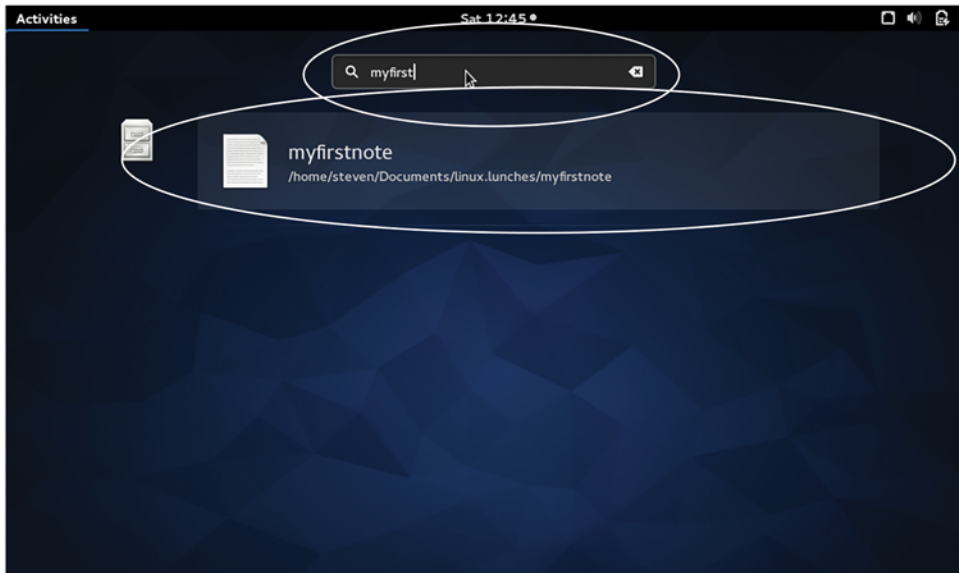 Activities
Sat 12:45
myfirst
myfirstnote
/home/steven/Documents/linux.lunches/myfirstnote